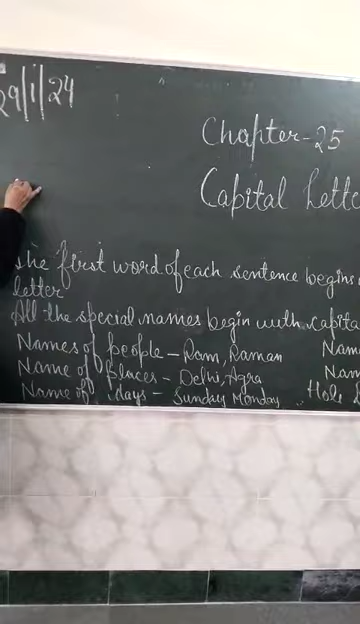 29/1/24
Chapter-25
Capital Lette
The first word of each sentence begins
letter
All the special names begin with capita
Names of people - Ram, Raman Nam
Name of places - Delhi, Agra Nam
Name of days - Sunday Monday